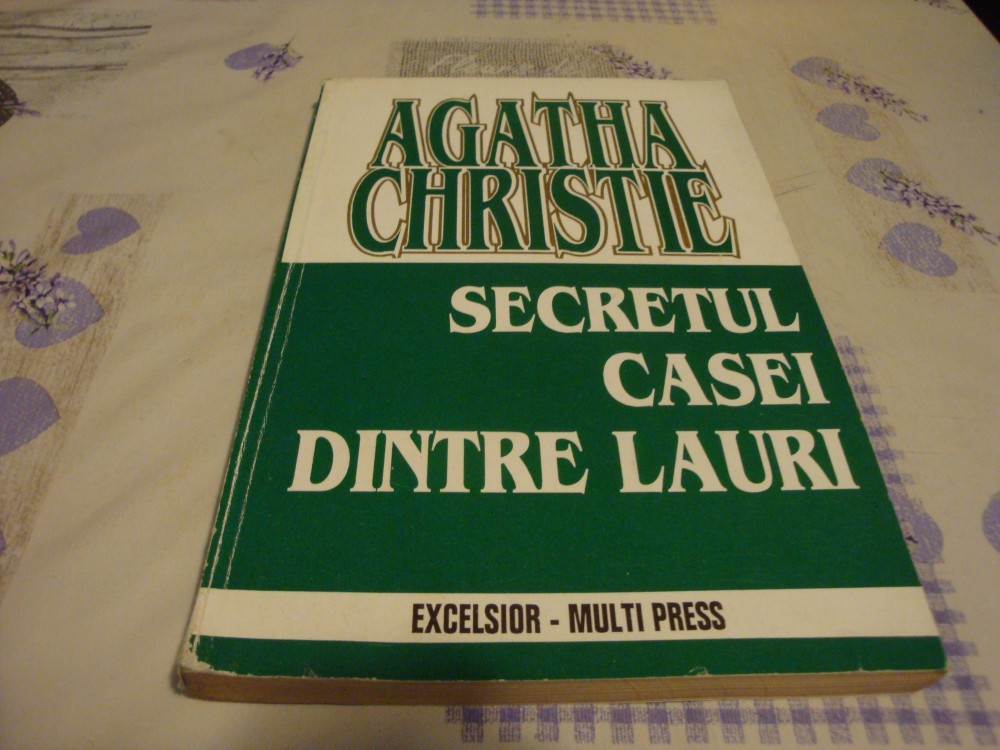 AGATHA
CHRISTIE
SECRETUL
CASEI
DINTRE LAURI
EXCELSIOR - MULTI PRESS